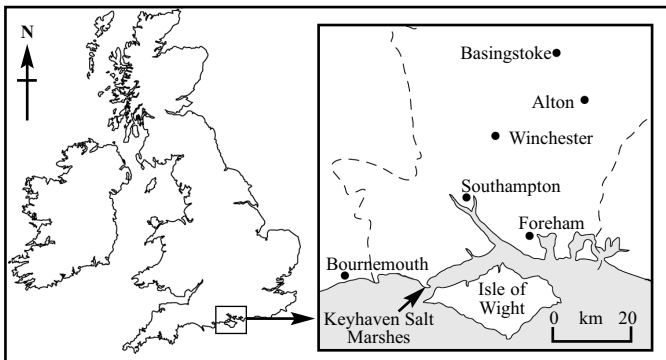 N
Basingstoke
Alton
Winchester
Southampton
Foreham
Bournemouth
Isle of
Wight
Keyhaven Salt
Marshes
0 km 20